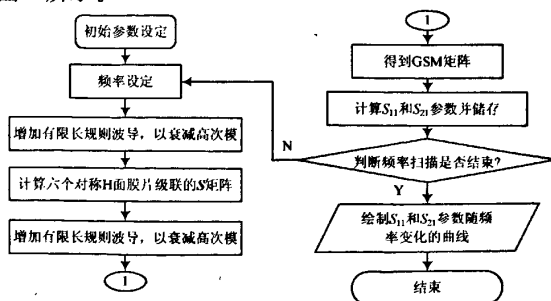 初始参数设定
频率设定
增加有限长规则波导，以衰减高次模
计算六个对称H面膜片级联的S矩阵
增加有限长规则波导，以衰减高次模
1
1
得到GSM矩阵
计算S11和S21参数并储存
N
判断频率扫描是否结束?
Y
绘制S11和S21参数随频
率变化的曲线
结束